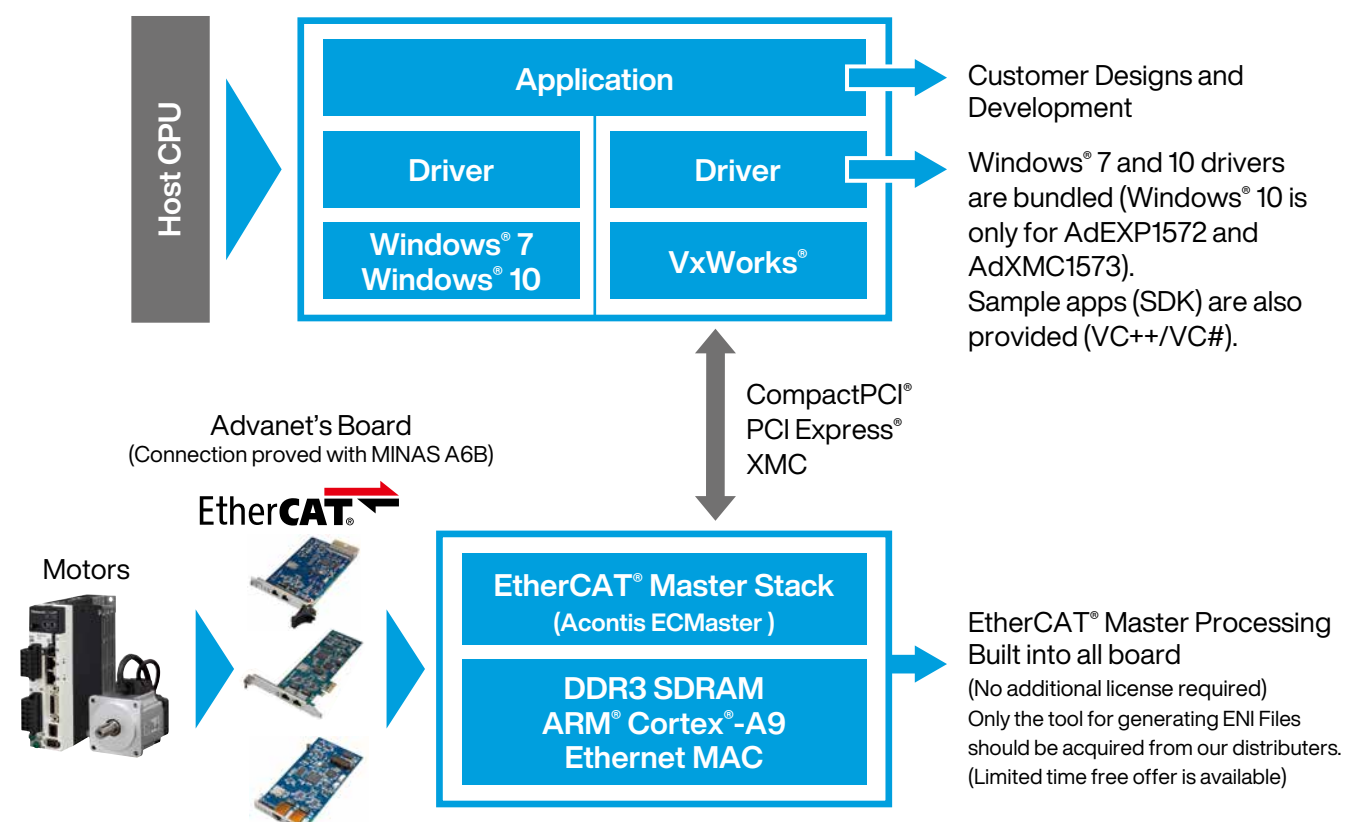 Host CPU
Application
Driver
Driver
Windows® 7
Windows® 10
VxWorks®
Customer Designs and
Development
Windows® 7 and 10 drivers
are bundled (Windows® 10 is
only for AdEXP1572 and
AdXMC1573).
Sample apps (SDK) are also
provided (VC++/VC#).
CompactPCI®
PCI Express®
XMC
Advanet’s Board
(Connection proved with MINAS A6B)
EtherCAT®
Motors
EtherCAT® Master Stack
(Acontis ECMaster )
DDR3 SDRAM
ARM® Cortex®-A9
Ethernet MAC
EtherCAT® Master Processing
Built into all board
(No additional license required)
Only the tool for generating ENI Files
should be acquired from our distributers.
(Limited time free offer is available)